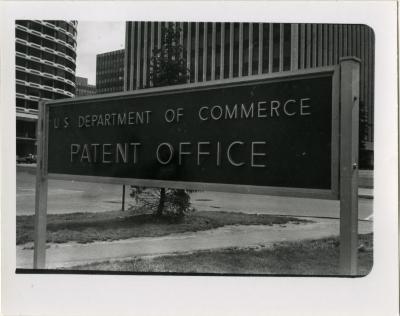 U.S. DEPARTMENT OF COMMERCE
PATENT OFFICE